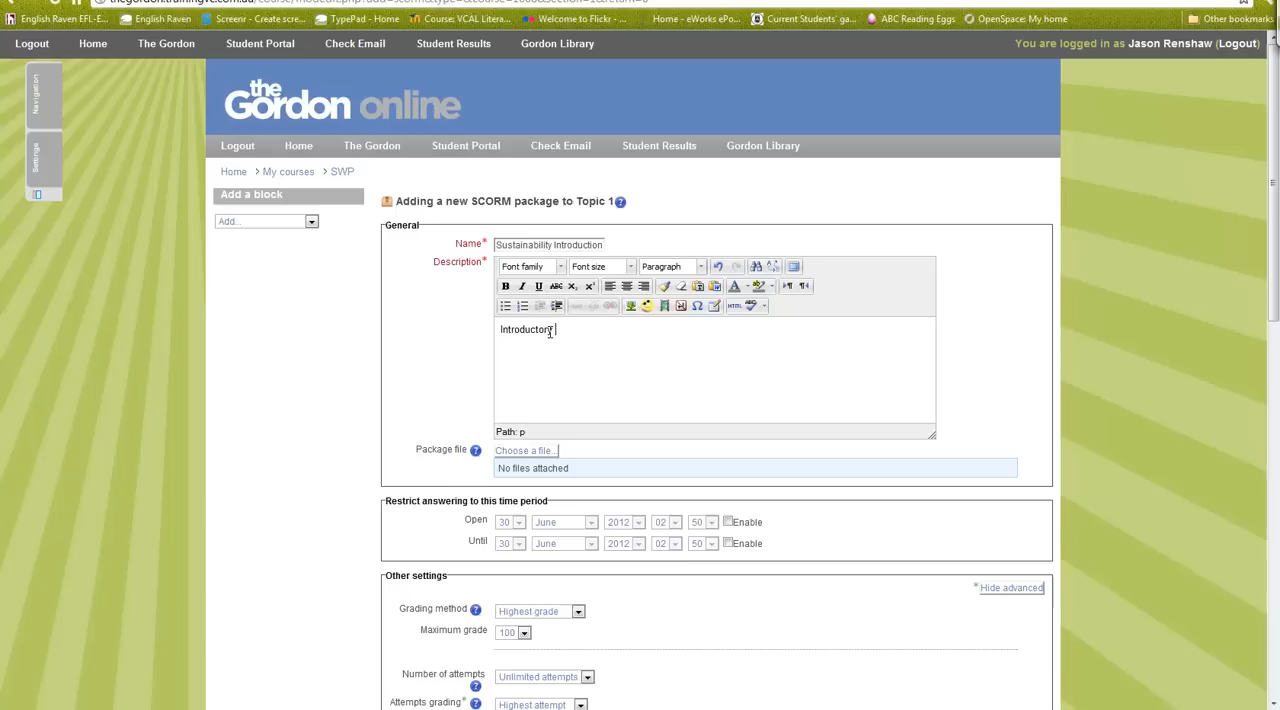 English Raven EFL-E... English Raven Screenr - Create scre... TypePad - Home Course: VCAL Litera... Welcome to Flickr - ... Home - eWorks ePo... Current Students' ga... ABC Reading Eggs OpenSpace: My home Other bookmarks
Logout Home The Gordon Student Portal Check Email Student Results Gordon Library You are logged in as Jason Renshaw (Logout)
Navigation
Settings
the Gordon online
Logout Home The Gordon Student Portal Check Email Student Results Gordon Library
Home > My courses > SWP
Add a block
Add...
Adding a new SCORM package to Topic 1
General
Name* Sustainability Introduction
Description*
Font family Font size Paragraph
B I U ABC X₂ X²
HTML
Introductory
Path: p
Package file Choose a file...
No files attached
Restrict answering to this time period
Open 30 June 2012 02 50 Enable
Until 30 June 2012 02 50 Enable
Other settings
* Hide advanced
Grading method Highest grade
Maximum grade 100
Number of attempts Unlimited attempts
Attempts grading* Highest attempt